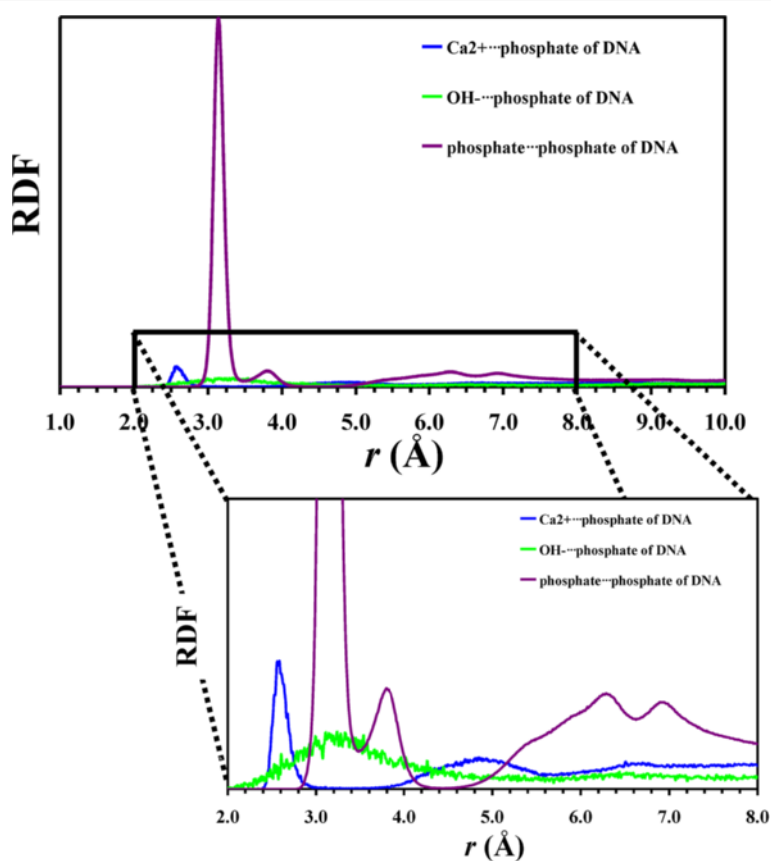 Ca2+···phosphate of DNA
OH-···phosphate of DNA
phosphate···phosphate of DNA
RDF
1.0 2.0 3.0 4.0 5.0 6.0 7.0 8.0 9.0 10.0
r (Å)
Ca2+···phosphate of DNA
OH-···phosphate of DNA
phosphate···phosphate of DNA
RDF
2.0 3.0 4.0 5.0 6.0 7.0 8.0
r (Å)